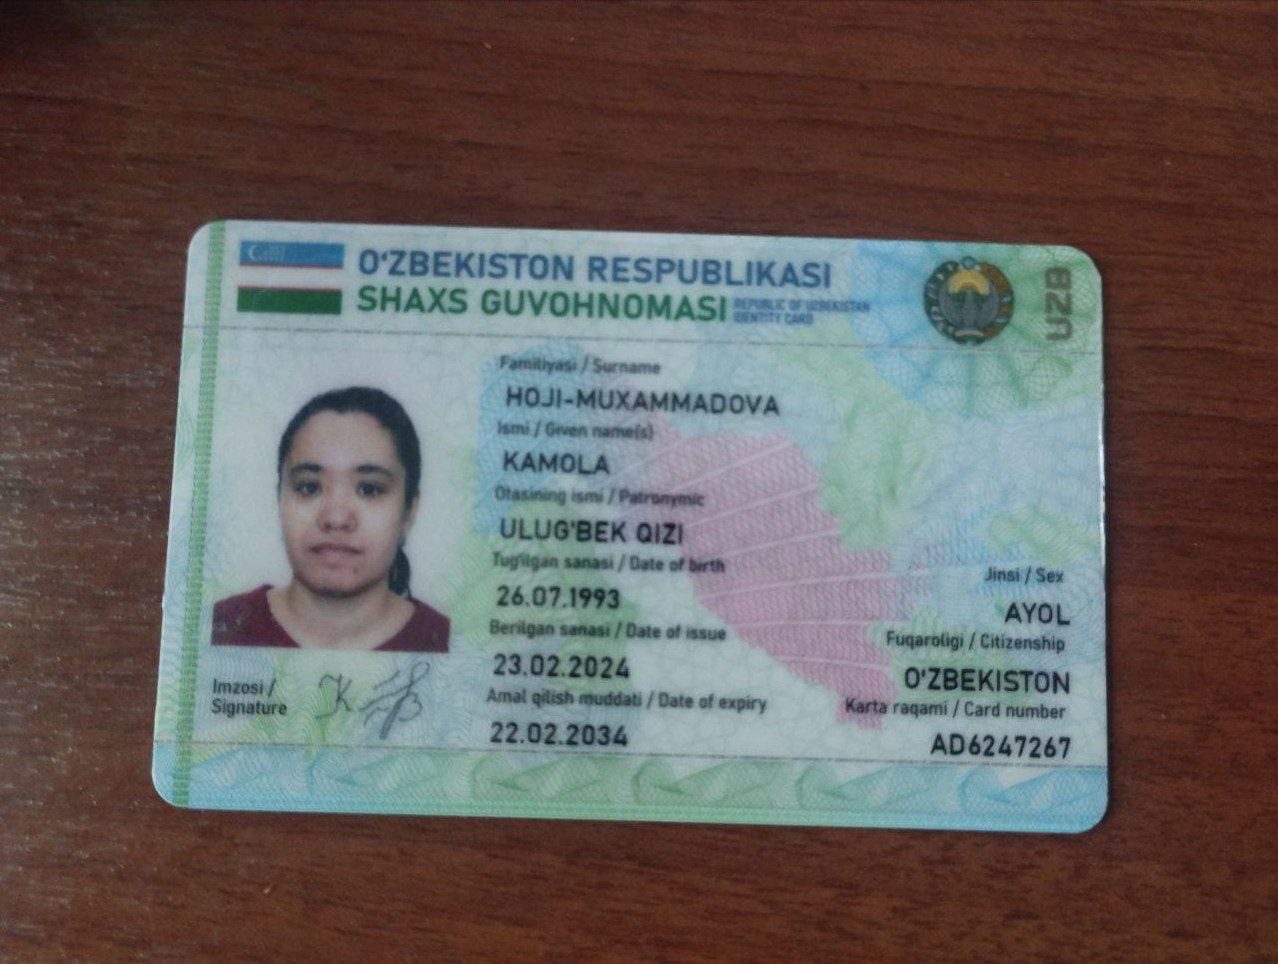 O‘ZBEKISTON RESPUBLIKASI
SHAXS GUVOHNOMASI
REPUBLIC OF UZBEKISTAN
IDENTITY CARD
UZB
Familiyasi / Surname
HOJI-MUXAMMADOVA
Ismi / Given name(s)
KAMOLA
Otasining ismi / Patronymic
ULUG‘BEK QIZI
Tug‘ilgan sanasi / Date of birth
26.07.1993
Jinsi / Sex
AYOL
Berilgan sanasi / Date of issue
23.02.2024
Fuqaroligi / Citizenship
O‘ZBEKISTON
Amal qilish muddati / Date of expiry
22.02.2034
Karta raqami / Card number
AD6247267
Imzosi /
Signature